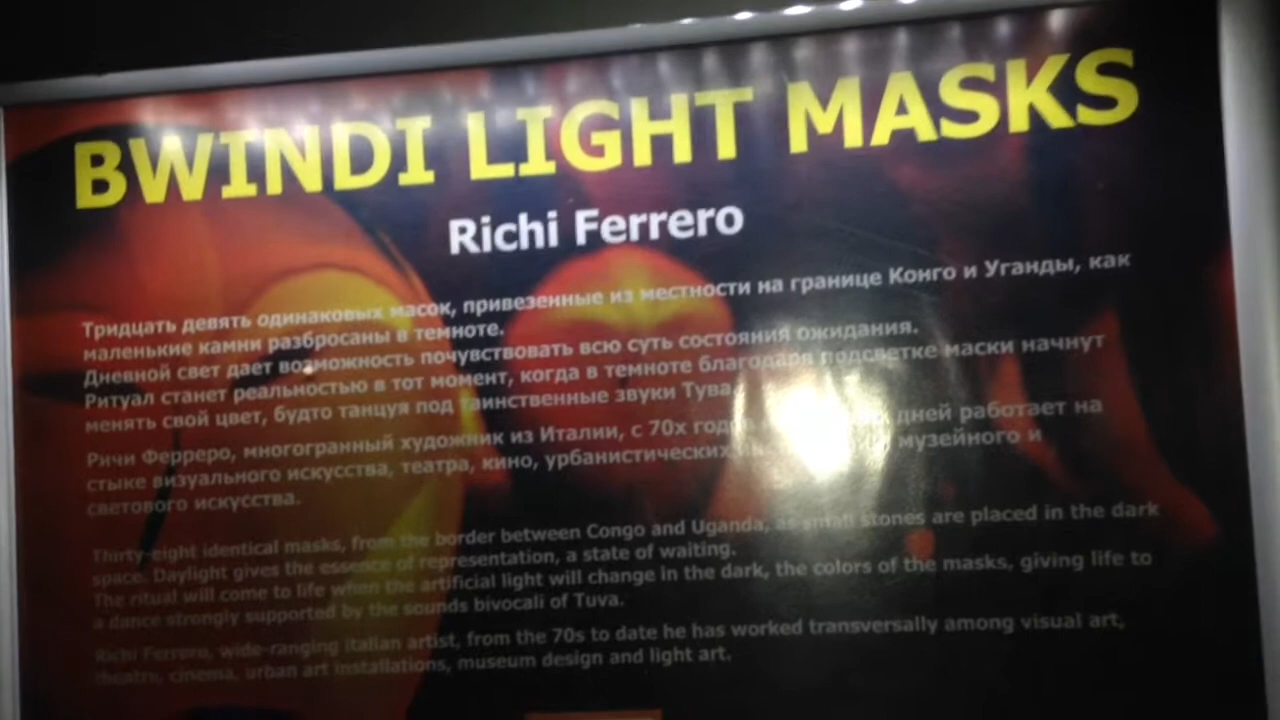 BWINDI LIGHT MASKS
Richi Ferrero
Тридцать девять одинаковых масок, привезенные из местности на границе Конго и Уганды, как
маленькие камни разбросаны в темноте.
Дневной свет дает возможность почувствовать всю суть состояния ожидания.
Ритуал станет реальностью в тот момент, когда в темноте благодаря подсветке маски начнут
менять свой цвет, будто танцуя под таинственные звуки Тува.
Ричи Ферреро, многогранный художник из Италии, с 70х дней работает на
стыке визуального искусства, театра, кино, урбанистических музейного и
светового искусства.
Thirty-eight identical masks, from the border between Congo and Uganda, as small stones are placed in the dark
space. Daylight gives the essence of representation, a state of waiting.
The ritual will come to life when the artificial light will change in the dark, the colors of the masks, giving life to
a dance strongly supported by the sounds bivocali of Tuva.
Richi Ferrero, wide-ranging italian artist, from the 70s to date he has worked transversally among visual art,
theatre, cinema, urban art installations, museum design and light art.